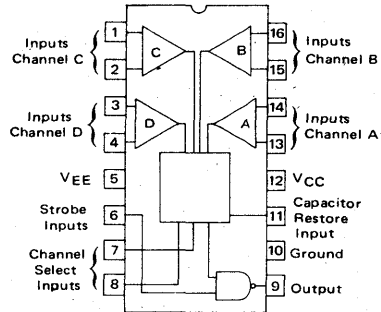 Inputs
Channel C
1
2
C
B
16
15
Inputs
Channel B
Inputs
Channel D
3
4
D
A
14
13
Inputs
Channel A
VEE
5
12
VCC
Strobe
Inputs
6
11
Capacitor
Restore
Input
Channel
Select
Inputs
7
8
10
Ground
9
Output